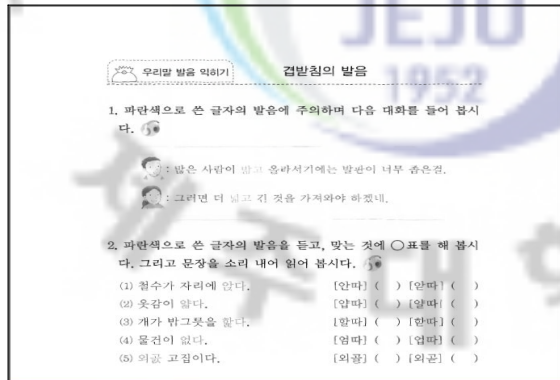 JEJU
1952
우리말 발음 익히기
겹받침의 발음
1. 파란색으로 쓴 글자의 발음에 주의하며 다음 대화를 들어 봅시
다.
: 많은 사람이 밟고 올라서기에는 발판이 너무 좁은걸.
: 그러면 더 넓고 긴 것을 가져와야 하겠네.
2. 파란색으로 쓴 글자의 발음을 듣고, 맞는 것에 ○표를 해 봅시
다. 그리고 문장을 소리 내어 읽어 봅시다.
(1) 철수가 자리에 앉다. [안따] ( ) [앋따] ( )
(2) 옷감이 얇다. [얍따] ( ) [얄따] ( )
(3) 개가 밥그릇을 핥다. [할따] ( ) [한따] ( )
(4) 물건이 없다. [엄따] ( ) [업따] ( )
(5) 외곬 고집이다. [외골] ( ) [외곧] ( )
제주대